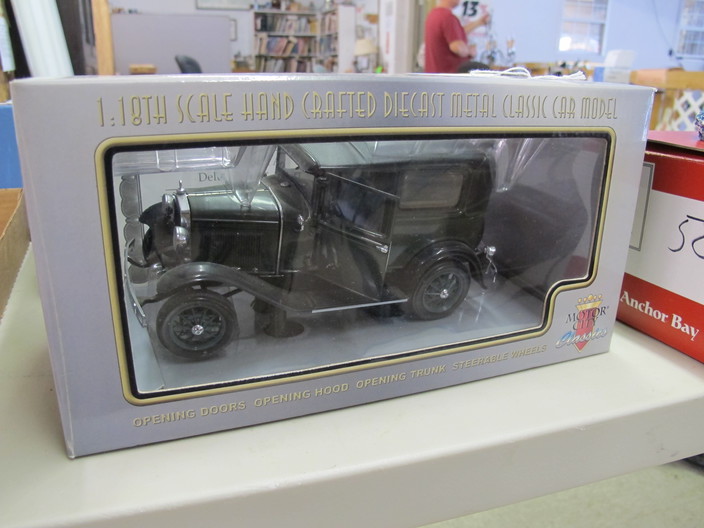 13
1:18TH SCALE HAND CRAFTED DIECAST METAL CLASSIC CAR MODEL
MOTOR
CITY
Classics
OPENING DOORS OPENING HOOD OPENING TRUNK STEERABLE WHEELS
Anchor Bay